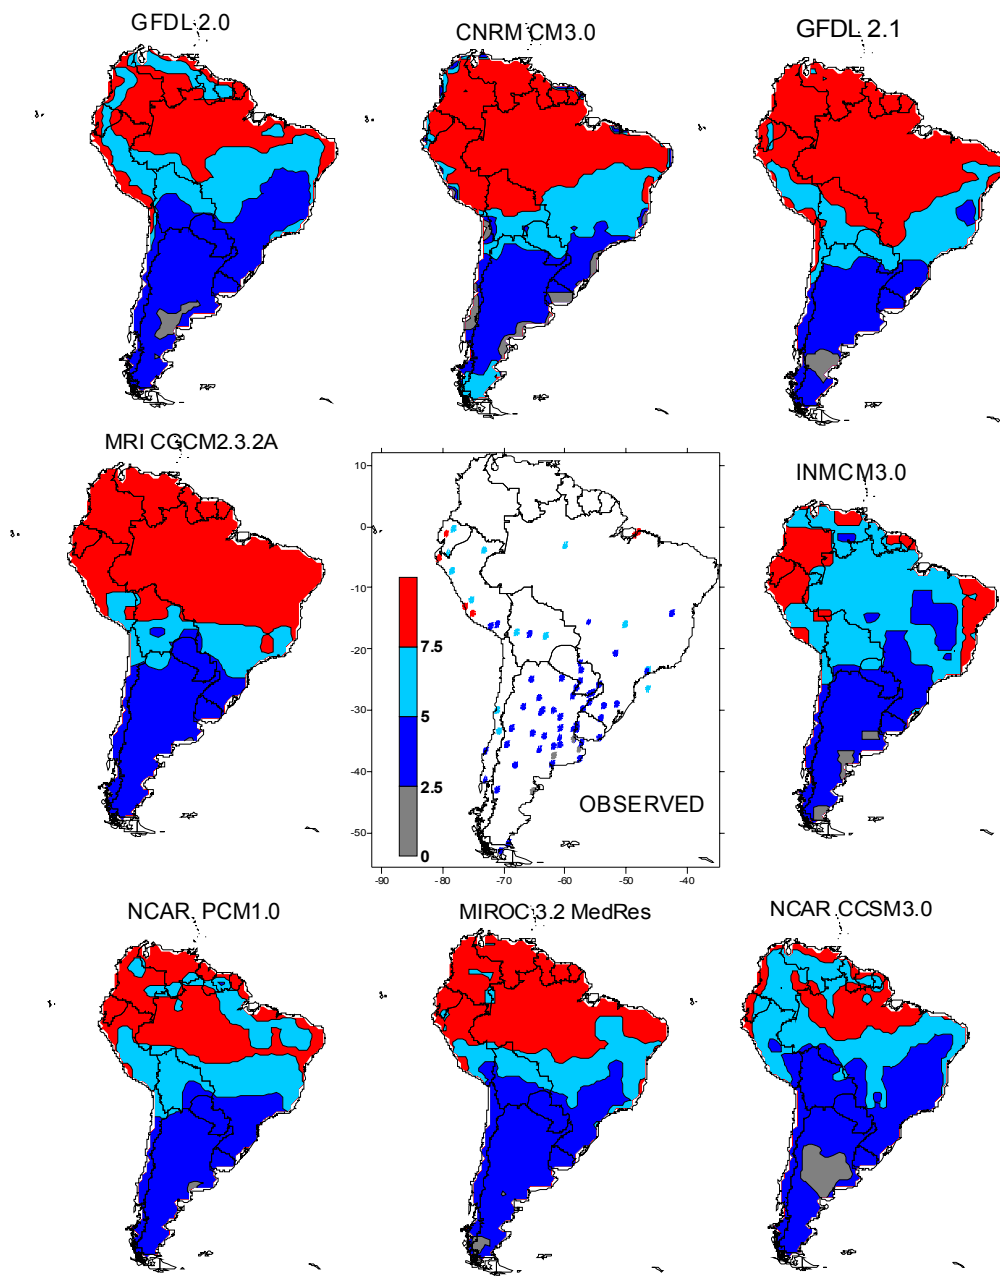 GFDL 2.0
CNRM CM3.0
GFDL 2.1
MRI CGCM2.3.2A
INMCM3.0
10
0
-10
-20
-30
-40
-50
7.5
5
2.5
0
OBSERVED
-90 -80 -70 -60 -50 -40
NCAR PCM1.0
MIROC 3.2 MedRes
NCAR CCSM3.0